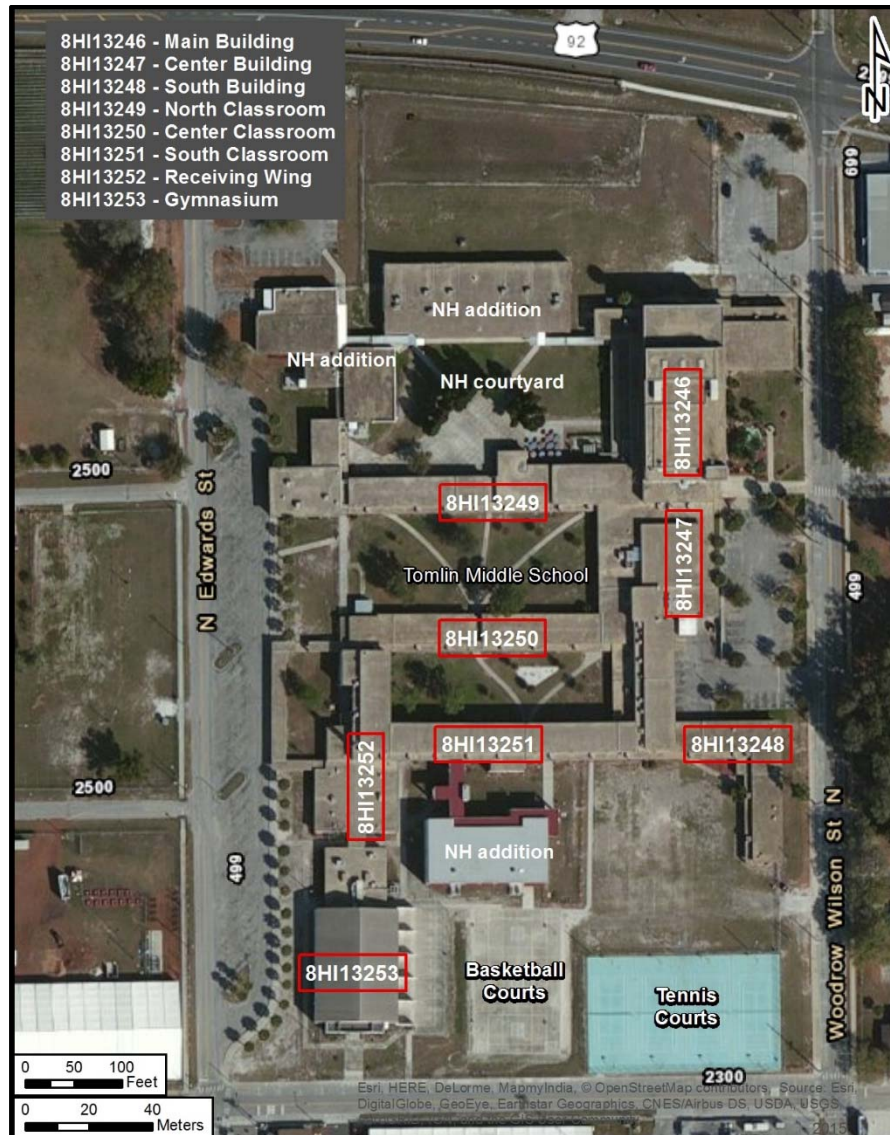 8HI13246 - Main Building
8HI13247 - Center Building
8HI13248 - South Building
8HI13249 - North Classroom
8HI13250 - Center Classroom
8HI13251 - South Classroom
8HI13252 - Receiving Wing
8HI13253 - Gymnasium
92
N
699
NH addition
NH addition
NH courtyard
8HI13246
2500
8HI13249
8HI13247
N Edwards St
Tomlin Middle School
499
8HI13250
8HI13251
8HI13248
8HI13252
2500
499
NH addition
Woodrow Wilson St N
8HI13253
Basketball
Courts
Tennis
Courts
0 50 100
Feet
2300
Esri, HERE, DeLorme, MapmyIndia, © OpenStreetMap contributors, Source: Esri,
DigitalGlobe, GeoEye, Earthstar Geographics, CNES/Airbus DS, USDA, USGS,
0 20 40
Meters
2015